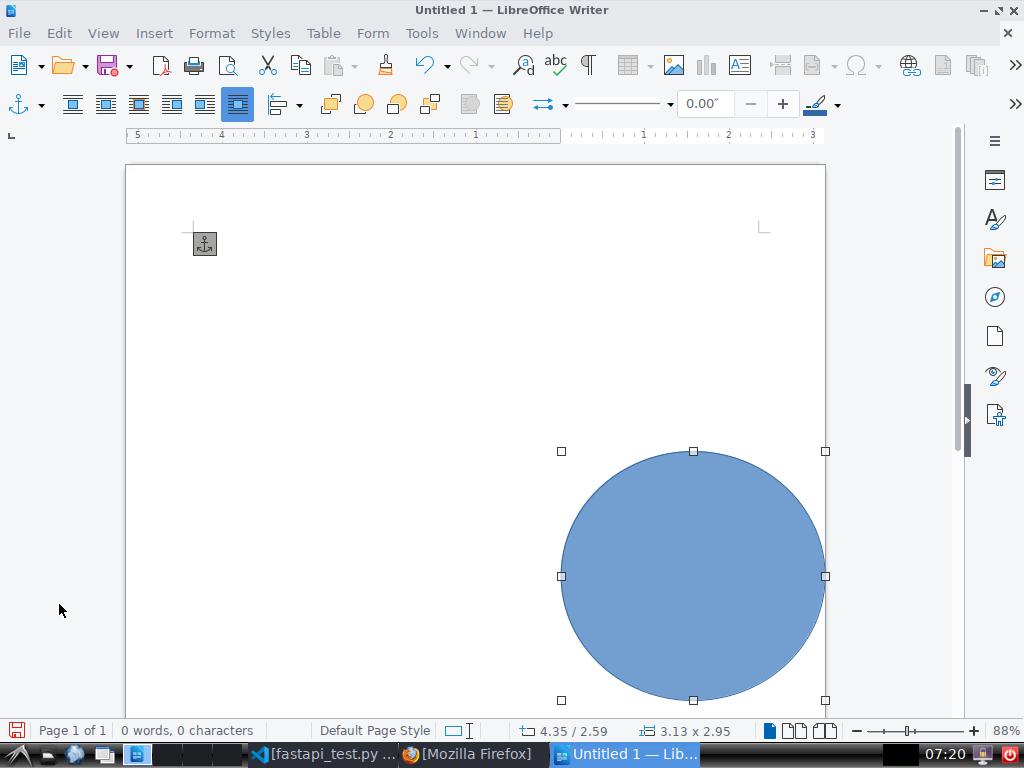 Untitled 1 — LibreOffice Writer
File Edit View Insert Format Styles Table Form Tools Window Help
0.00"
5 4 3 2 1 1 2 3
Page 1 of 1 0 words, 0 characters Default Page Style 4.35 / 2.59 3.13 x 2.95 88%
[fastapi_test.py ... [Mozilla Firefox] Untitled 1 — Lib... 07:20